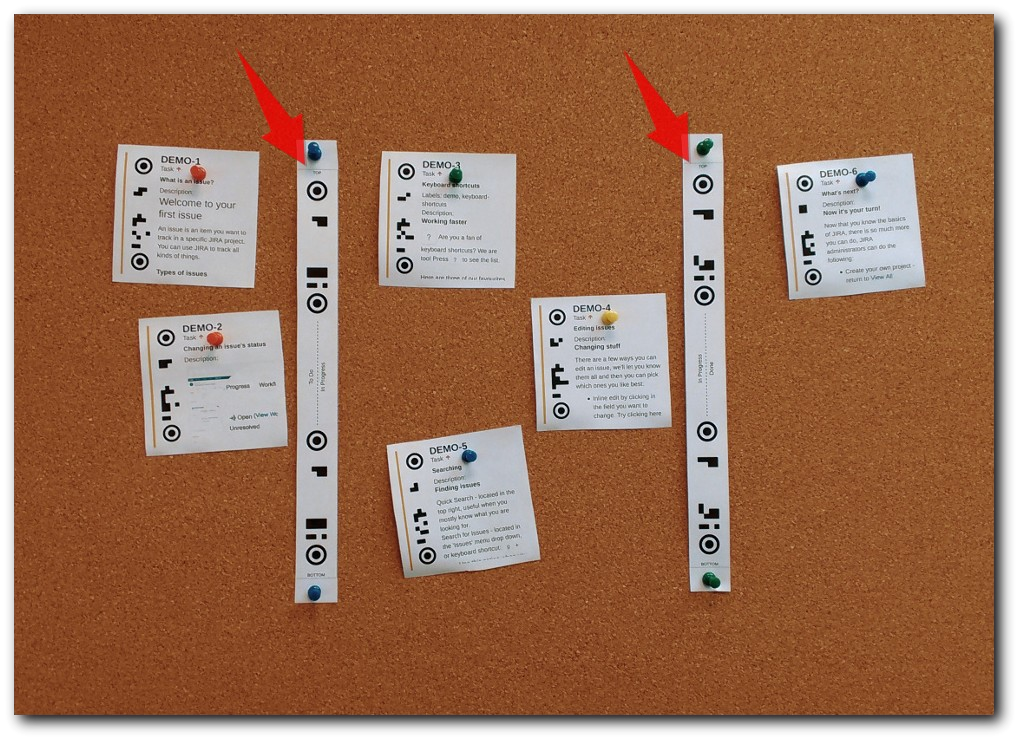 DEMO-1
Task
What is an issue?
Description:
Welcome to your
first issue
An issue is an item you want to
track in a specific JIRA project.
You can use JIRA to track all
kinds of things.
Types of issues
DEMO-2
Task
Changing an issue's status
Description:
Progress Workfl
Open (View Wo
Unresolved
TOP
To Do
In Progress
BOTTOM
DEMO-3
Task
Keyboard shortcuts
Labels: demo, keyboard-
shortcuts
Description:
Working faster
? Are you a fan of
keyboard shortcuts? We are
too! Press ? to see the list.
Here are three of our favourites
DEMO-4
Task
Editing issues
Description:
Changing stuff
There are a few ways you can
edit an issue, we'll let you know
them all and then you can pick
which ones you like best.
• Inline edit by clicking in
the field you want to
change. Try clicking here
DEMO-5
Task
Searching
Description:
Finding issues
Quick Search - located in the
top right, useful when you
mostly know what you are
looking for.
Search for Issues - located in
the 'Issues' menu drop down,
or keyboard shortcut:
TOP
In Progress
Done
BOTTOM
DEMO-6
Task
What's next?
Description:
Now it's your turn!
Now that you know the basics
of JIRA, there is so much more
you can do, JIRA
administrators can do the
following:
• Create your own project -
return to View All